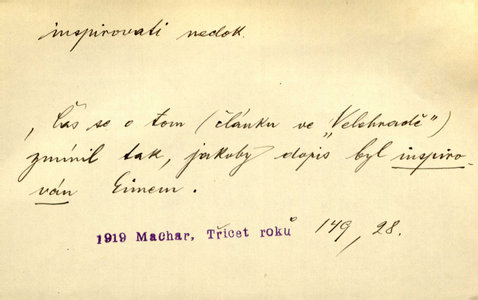 inspirovati nedok.
, Čas se o tom (článku ve „Velehradě")
zmínil tak, jakoby dopis byl inspiro-
ván Eimem.
1919 Machar, Třicet roků 149, 28.